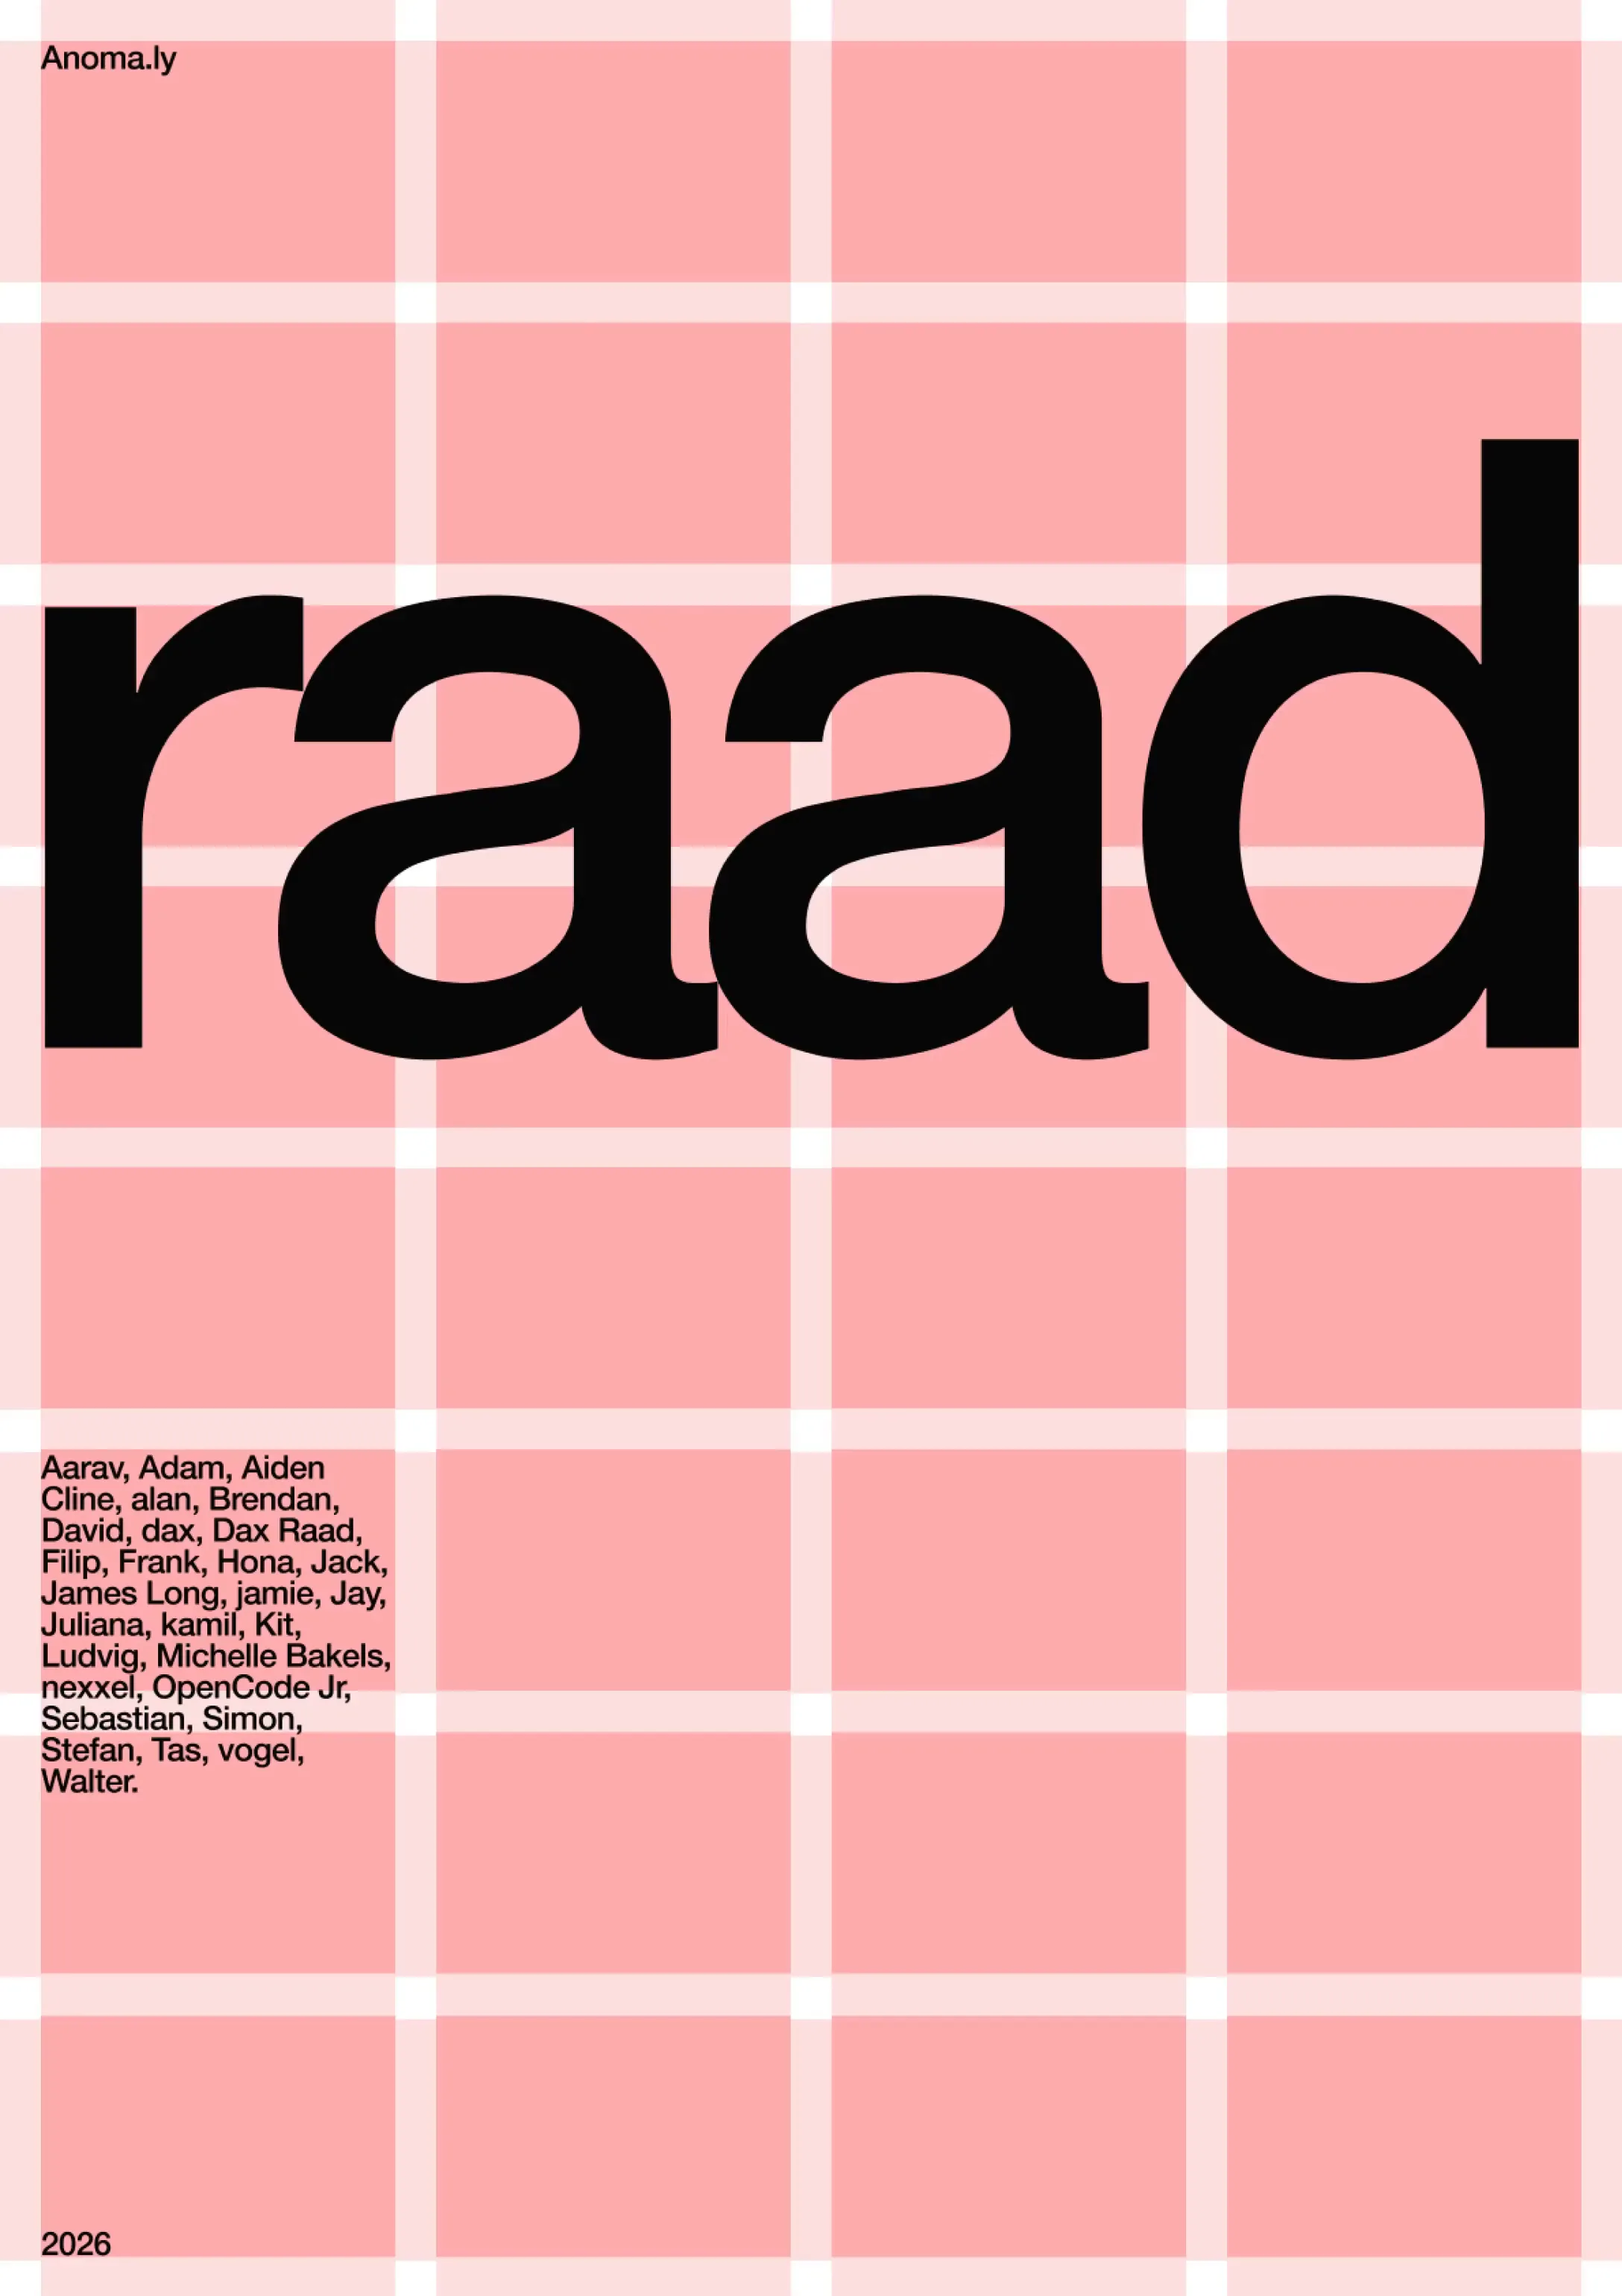 Anoma.ly
raad
Aarav, Adam, Aiden
Cline, alan, Brendan,
David, dax, Dax Raad,
Filip, Frank, Hona, Jack,
James Long, jamie, Jay,
Juliana, kamil, Kit,
Ludvig, Michelle Bakels,
nexxel, OpenCode Jr,
Sebastian, Simon,
Stefan, Tas, vogel,
Walter.
2026